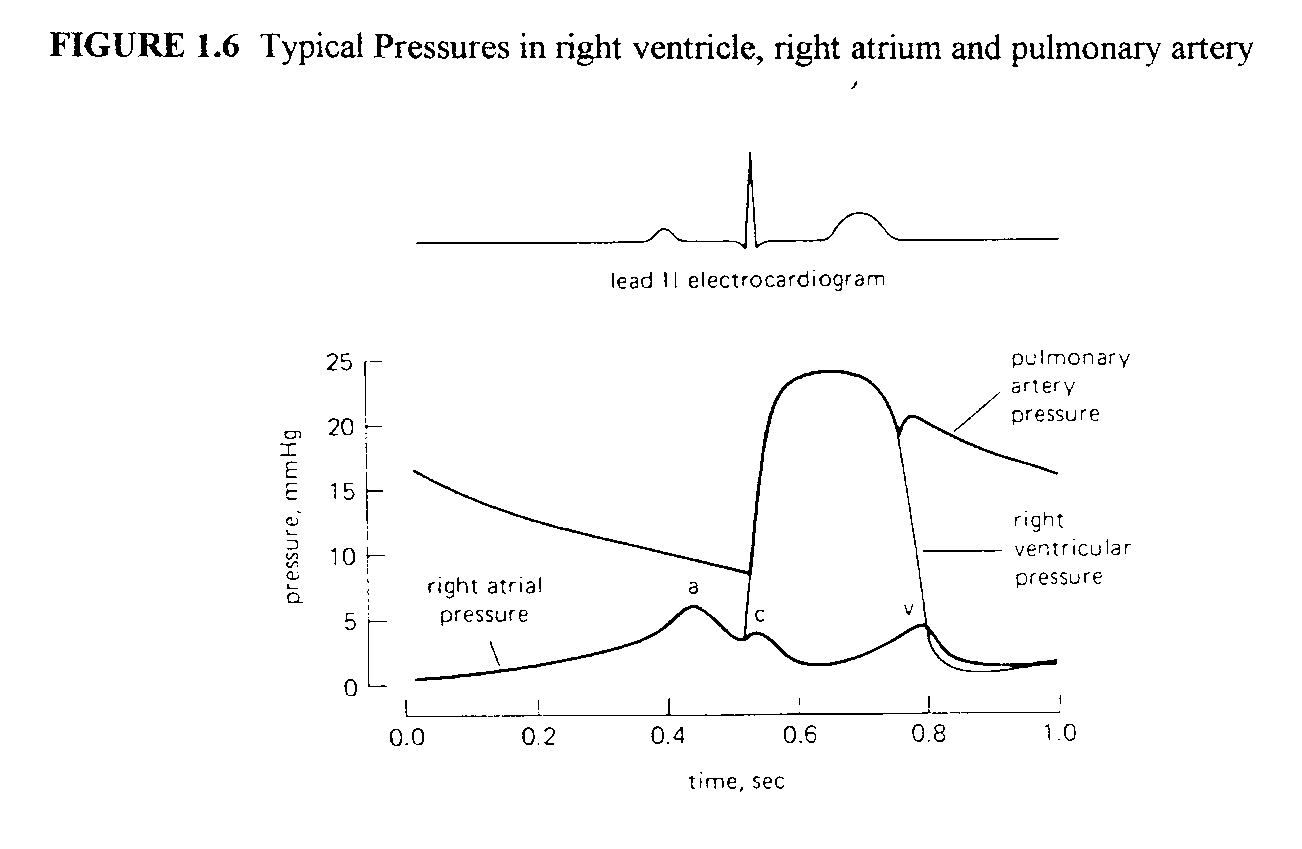 FIGURE 1.6 Typical Pressures in right ventricle, right atrium and pulmonary artery
lead II electrocardiogram
pressure, mmHg
25
20
15
10
5
0
pulmonary
artery
pressure
right
ventricular
pressure
right atrial
pressure
a
c
v
0.0
0.2
0.4
0.6
0.8
1.0
time, sec